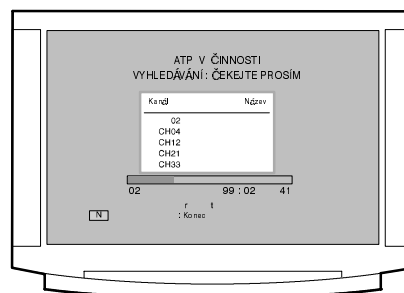 ATP V ČINNOSTI
VYHLEDÁVÁNÍ: ČEKEJTE PROSÍM
Kanál Název
02
CH04
CH12
CH21
CH33
02 99:02 41
r t
N : Konec